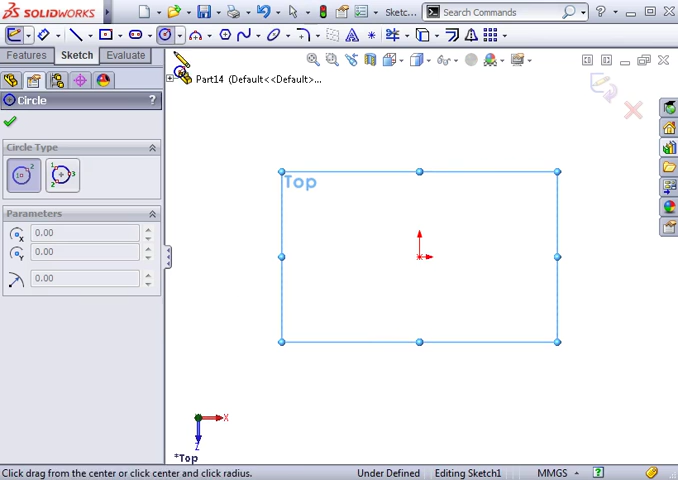 SOLIDWORKS
Sketc...
Search Commands
?
Features
Sketch
Evaluate
Part14 (Default<<Default>...
Circle
?
Circle Type
Parameters
0.00
0.00
0.00
Top
X
Z
*Top
Click drag from the center or click center and click radius.
Under Defined
Editing Sketch1
MMGS
?